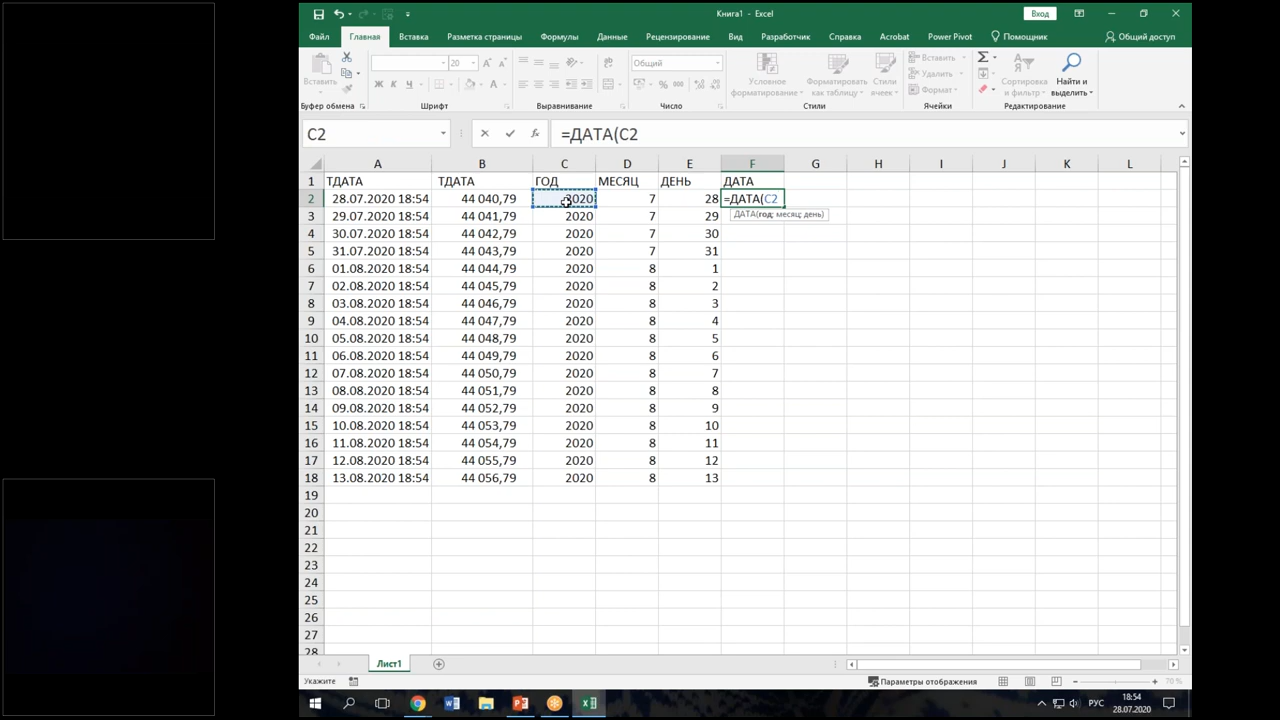 Книга1 - Excel
Вход
Файл Главная Вставка Разметка страницы Формулы Данные Рецензирование Вид Разработчик Справка Acrobat Power Pivot Помощник Общий доступ
Вставить
20
Ж К Ч
Общий
% 000
Условное форматирование
Форматировать как таблицу
Стили ячеек
Вставить
Удалить
Формат
Сортировка и фильтр
Найти и выделить
Буфер обмена Шрифт Выравнивание Число Стили Ячейки Редактирование
C2 fx =ДАТА(C2
A B C D E F G H I J K L
1 ТДАТА ТДАТА ГОД МЕСЯЦ ДЕНЬ ДАТА
2 28.07.2020 18:54 44 040,79 2020 7 28 =ДАТА(C2
ДАТА(год; месяц; день)
3 29.07.2020 18:54 44 041,79 2020 7 29
4 30.07.2020 18:54 44 042,79 2020 7 30
5 31.07.2020 18:54 44 043,79 2020 7 31
6 01.08.2020 18:54 44 044,79 2020 8 1
7 02.08.2020 18:54 44 045,79 2020 8 2
8 03.08.2020 18:54 44 046,79 2020 8 3
9 04.08.2020 18:54 44 047,79 2020 8 4
10 05.08.2020 18:54 44 048,79 2020 8 5
11 06.08.2020 18:54 44 049,79 2020 8 6
12 07.08.2020 18:54 44 050,79 2020 8 7
13 08.08.2020 18:54 44 051,79 2020 8 8
14 09.08.2020 18:54 44 052,79 2020 8 9
15 10.08.2020 18:54 44 053,79 2020 8 10
16 11.08.2020 18:54 44 054,79 2020 8 11
17 12.08.2020 18:54 44 055,79 2020 8 12
18 13.08.2020 18:54 44 056,79 2020 8 13
19
20
21
22
23
24
25
26
27
28
Лист1
Укажите Параметры отображения 70 %
РУС
18:54
28.07.2020